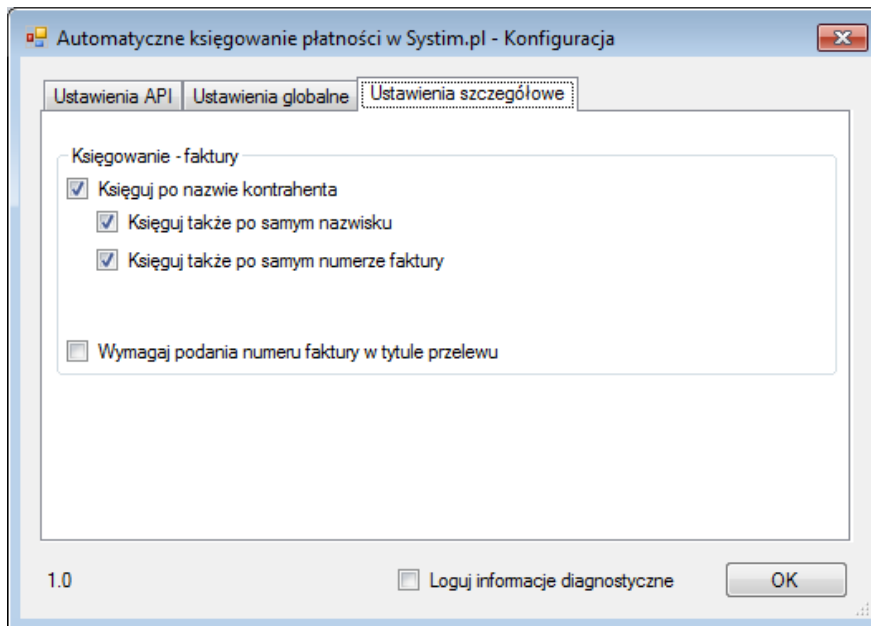 Automatyczne księgowanie płatności w Systim.pl - Konfiguracja
Ustawienia API Ustawienia globalne Ustawienia szczegółowe
Księgowanie - faktury
Księguj po nazwie kontrahenta
Księguj także po samym nazwisku
Księguj także po samym numerze faktury
Wymagaj podania numeru faktury w tytule przelewu
1.0 Loguj informacje diagnostyczne OK